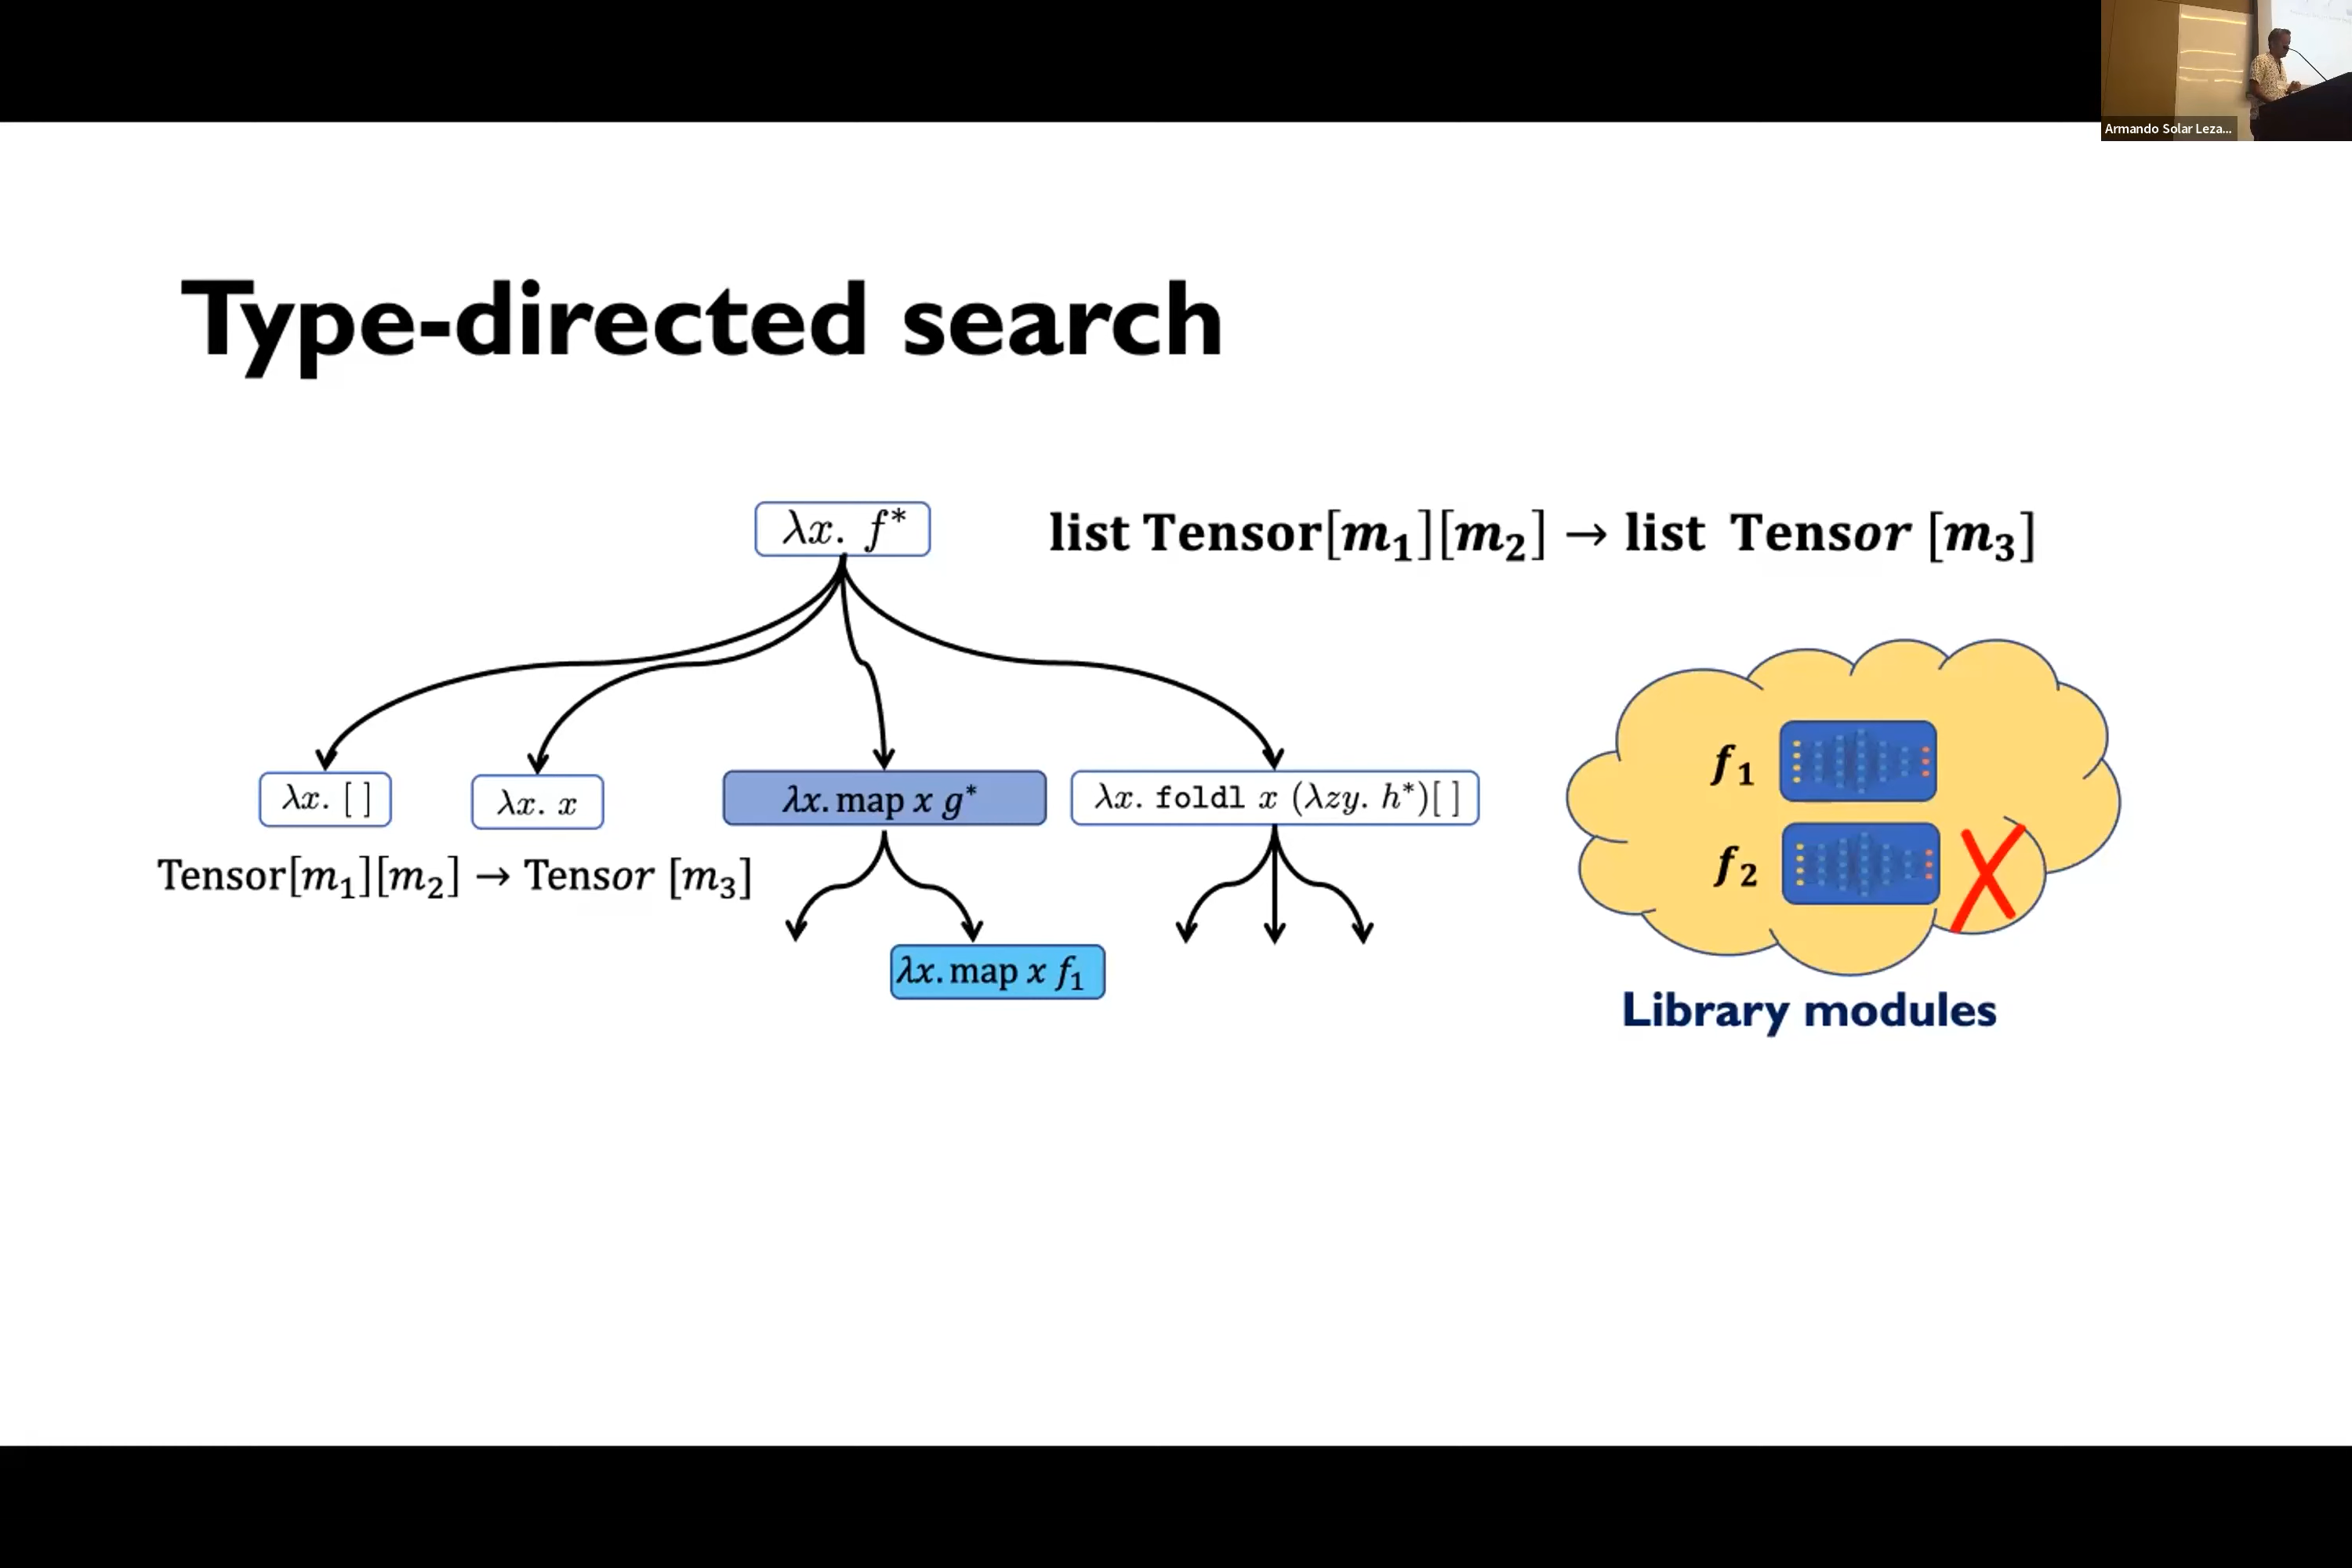 Armando Solar Leza...
Type-directed search
λx. f*
list Tensor[m₁][m₂] → list Tensor [m₃]
λx. [ ]
λx. x
λx. map x g*
λx. foldl x (λzy. h*)[ ]
Tensor[m₁][m₂] → Tensor [m₃]
λx. map x f₁
f₁
f₂
Library modules